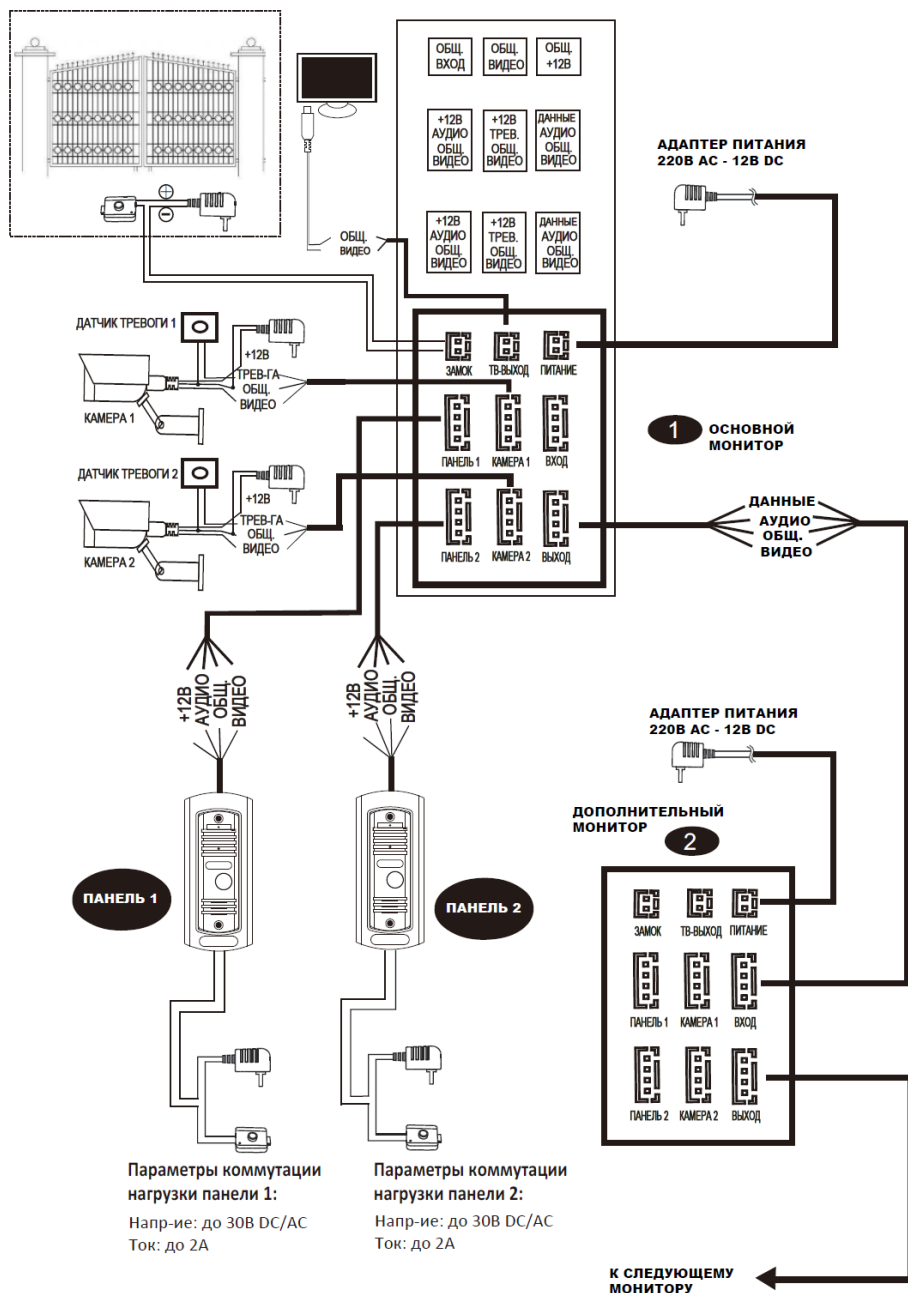 ОБЩ.
ВХОД
ОБЩ.
ВИДЕО
ОБЩ.
+12В
+12В
АУДИО
ОБЩ.
ВИДЕО
+12В
ТРЕВ.
ОБЩ.
ВИДЕО
ДАННЫЕ
АУДИО
ОБЩ.
ВИДЕО
+12В
АУДИО
ОБЩ.
ВИДЕО
+12В
ТРЕВ.
ОБЩ.
ВИДЕО
ДАННЫЕ
АУДИО
ОБЩ.
ВИДЕО
АДАПТЕР ПИТАНИЯ
220В AC - 12В DC
ОБЩ.
ВИДЕО
ДАТЧИК ТРЕВОГИ 1
+12В
ТРЕВ-ГА
ОБЩ.
ВИДЕО
КАМЕРА 1
ЗАМОК
ТВ-ВЫХОД
ПИТАНИЕ
ПАНЕЛЬ 1
КАМЕРА 1
ВХОД
1
ОСНОВНОЙ
МОНИТОР
ДАТЧИК ТРЕВОГИ 2
+12В
ТРЕВ-ГА
ОБЩ.
ВИДЕО
КАМЕРА 2
ПАНЕЛЬ 2
КАМЕРА 2
ВЫХОД
ДАННЫЕ
АУДИО
ОБЩ.
ВИДЕО
+12В
АУДИО
ОБЩ.
ВИДЕО
+12В
АУДИО
ОБЩ.
ВИДЕО
АДАПТЕР ПИТАНИЯ
220В AC - 12В DC
ДОПОЛНИТЕЛЬНЫЙ
МОНИТОР
2
ПАНЕЛЬ 1
ПАНЕЛЬ 2
ЗАМОК
ТВ-ВЫХОД
ПИТАНИЕ
ПАНЕЛЬ 1
КАМЕРА 1
ВХОД
ПАНЕЛЬ 2
КАМЕРА 2
ВЫХОД
Параметры коммутации
нагрузки панели 1:
Напр-ие: до 30В DC/AC
Ток: до 2А
Параметры коммутации
нагрузки панели 2:
Напр-ие: до 30В DC/AC
Ток: до 2А
К СЛЕДУЮЩЕМУ
МОНИТОРУ